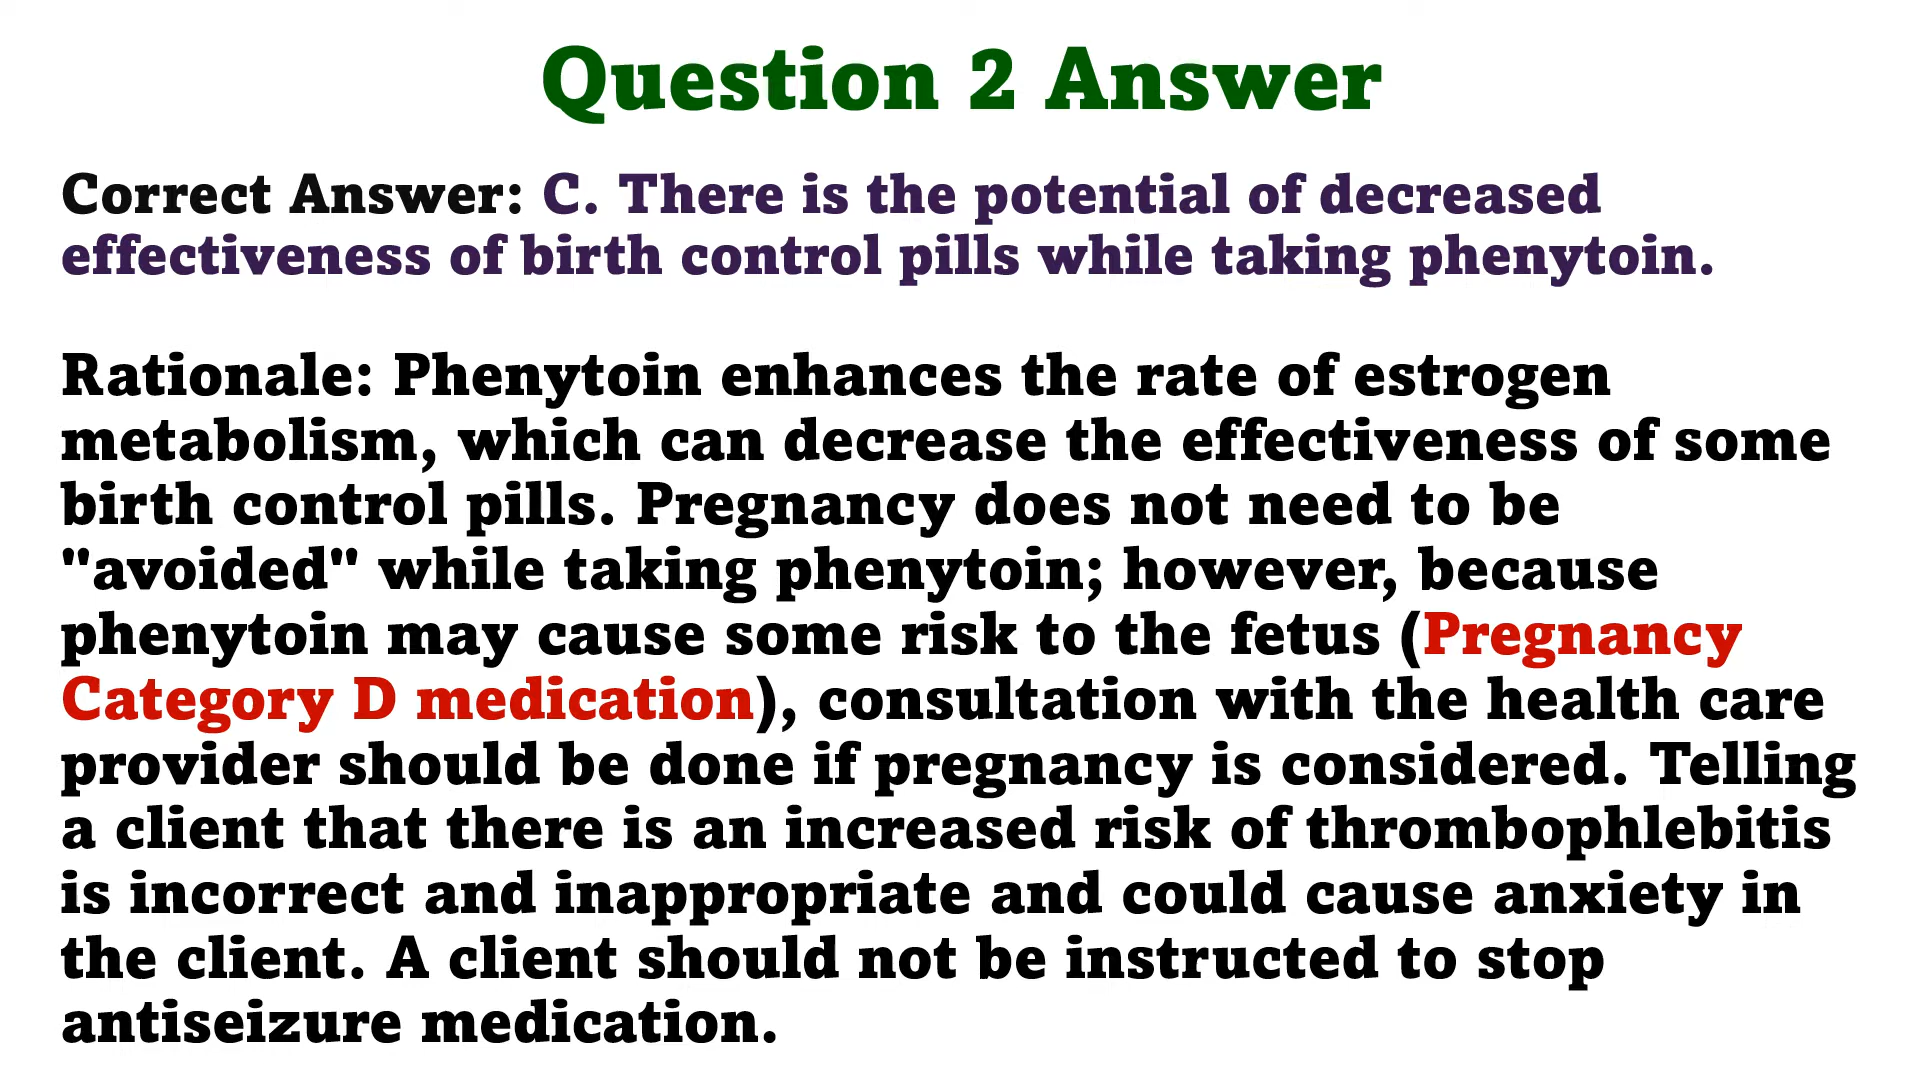 Question 2 Answer
Correct Answer: C. There is the potential of decreased
effectiveness of birth control pills while taking phenytoin.
Rationale: Phenytoin enhances the rate of estrogen
metabolism, which can decrease the effectiveness of some
birth control pills. Pregnancy does not need to be
"avoided" while taking phenytoin; however, because
phenytoin may cause some risk to the fetus (Pregnancy
Category D medication), consultation with the health care
provider should be done if pregnancy is considered. Telling
a client that there is an increased risk of thrombophlebitis
is incorrect and inappropriate and could cause anxiety in
the client. A client should not be instructed to stop
antiseizure medication.